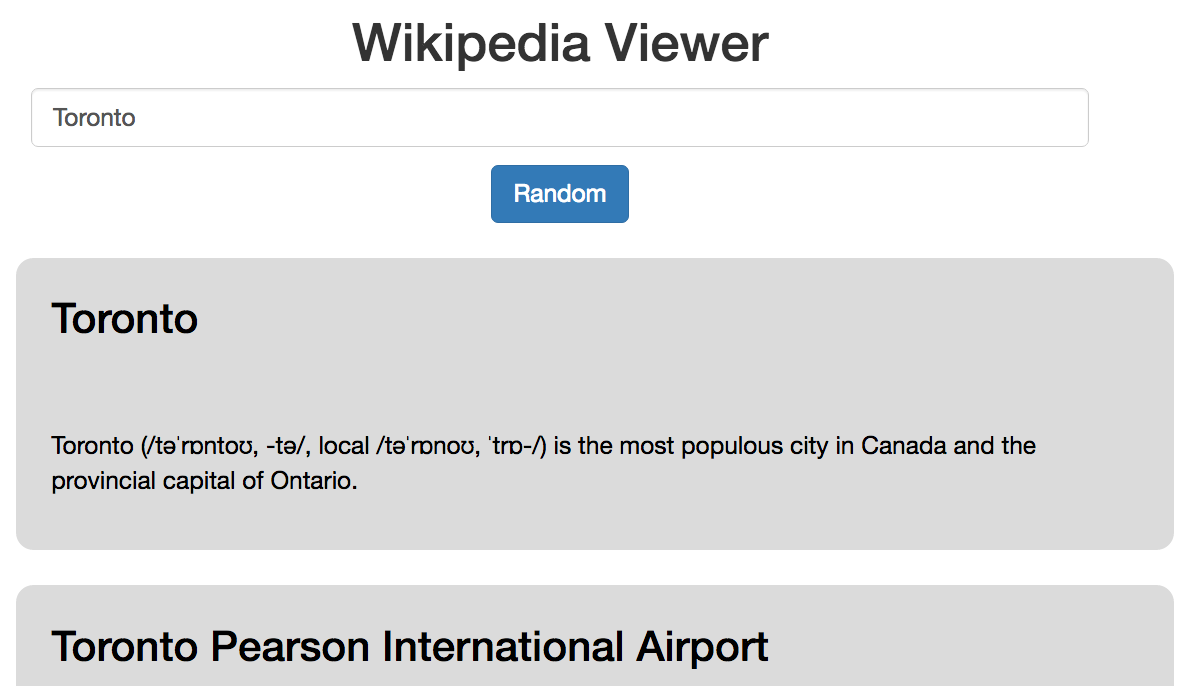 Wikipedia Viewer
Toronto
Random
Toronto
Toronto (/təˈrɒntoʊ, -tə/, local /təˈrɒnoʊ, ˈtrɒ-/) is the most populous city in Canada and the
provincial capital of Ontario.
Toronto Pearson International Airport